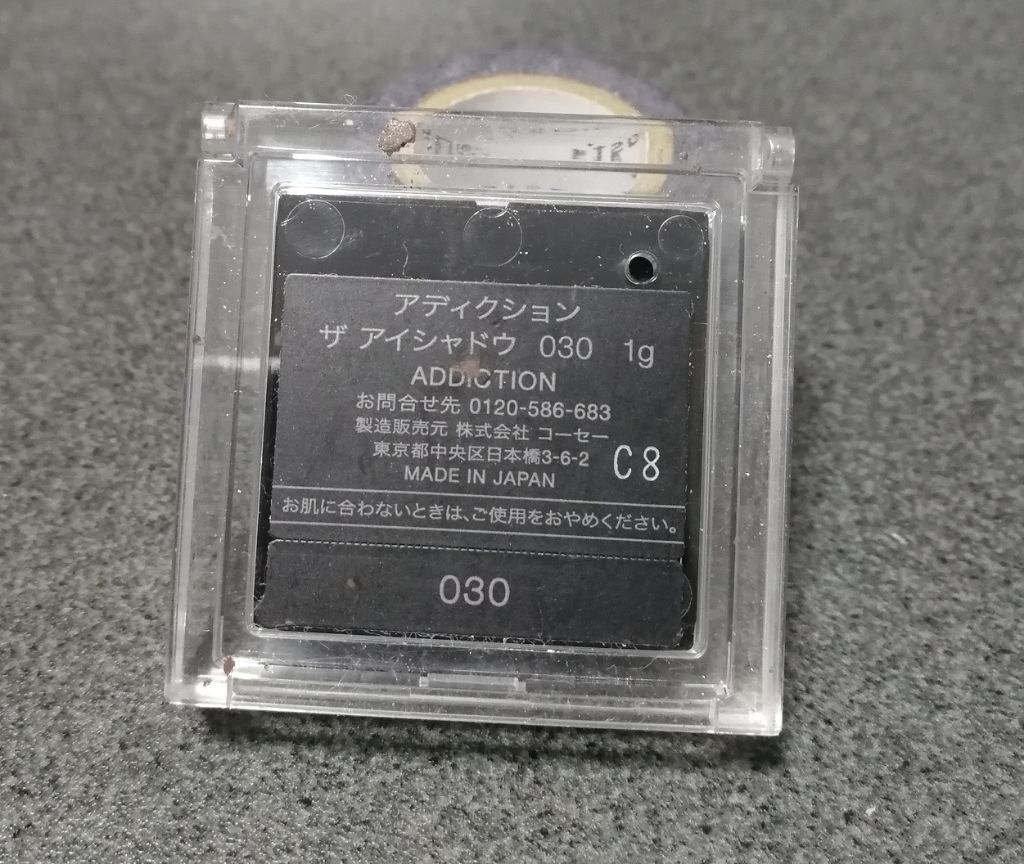 アディクション
ザ アイシャドウ 030 1g
ADDICTION
お問合せ先 0120-586-683
製造販売元 株式会社 コーセー
東京都中央区日本橋3-6-2
MADE IN JAPAN
C8
お肌に合わないときは、ご使用をおやめください。
030